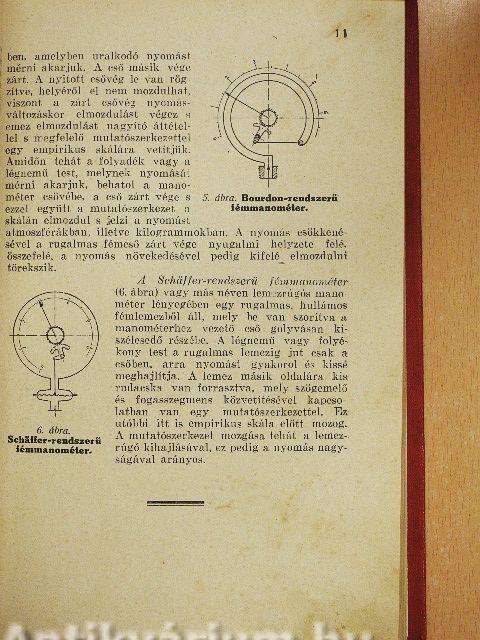 11
ben, amelyben uralkodó nyomást
mérni akarjuk. A cső másik vége
zárt. A nyitott csővég le van rög-
zítve, helyéről el nem mozdulhat,
viszont a zárt csővég nyomás-
változáskor elmozdulást végez s
emez elmozdulást nagyító áttétel-
lel s megfelelő mutatószerkezettel
egy empirikus skálára vetítjük.
Amidőn tehát a folyadék vagy a
légnemű test, melynek nyomását
mérni akarjuk, behatol a mano-
méter csövébe, a cső zárt vége s
ezzel együtt a mutatószerkezet a
skálán elmozdul s jelzi a nyomást
atmoszférákban, illetve kilogrammokban. A nyomás csökkené-
sével a rugalmas fémcső zárt vége nyugalmi helyzete felé,
összefelé, a nyomás növekedésével pedig kifelé elmozdulni
törekszik.
5. ábra. Bourdon-rendszerű
fémmanométer.
A Schäffer-rendszerű fémmanométer
(6. ábra) vagy más néven lemezrúgós mano-
méter lényegében egy rugalmas, hullámos
fémlemezből áll, mely be van szorítva a
manométerhez vezető cső golyvásan ki-
szélesedő részébe. A légnemű vagy folyé-
kony test a rugalmas lemezig jut csak a
csőben, arra nyomást gyakorol és kissé
meghajlítja. A lemez másik oldalára kis
rudacska van forrasztva, mely szögemelő
és fogasszegmens közvetítésével kapcso-
latban van egy mutatószerkezettel. Ez
utóbbi itt is empirikus skála előtt mozog.
A mutatószerkezet mozgása tehát a lemez-
rúgó kihajlásával, ez pedig a nyomás nagy-
ságával arányos.
6. ábra.
Schäffer-rendszerű
fémmanométer.
Antikvárium.hu